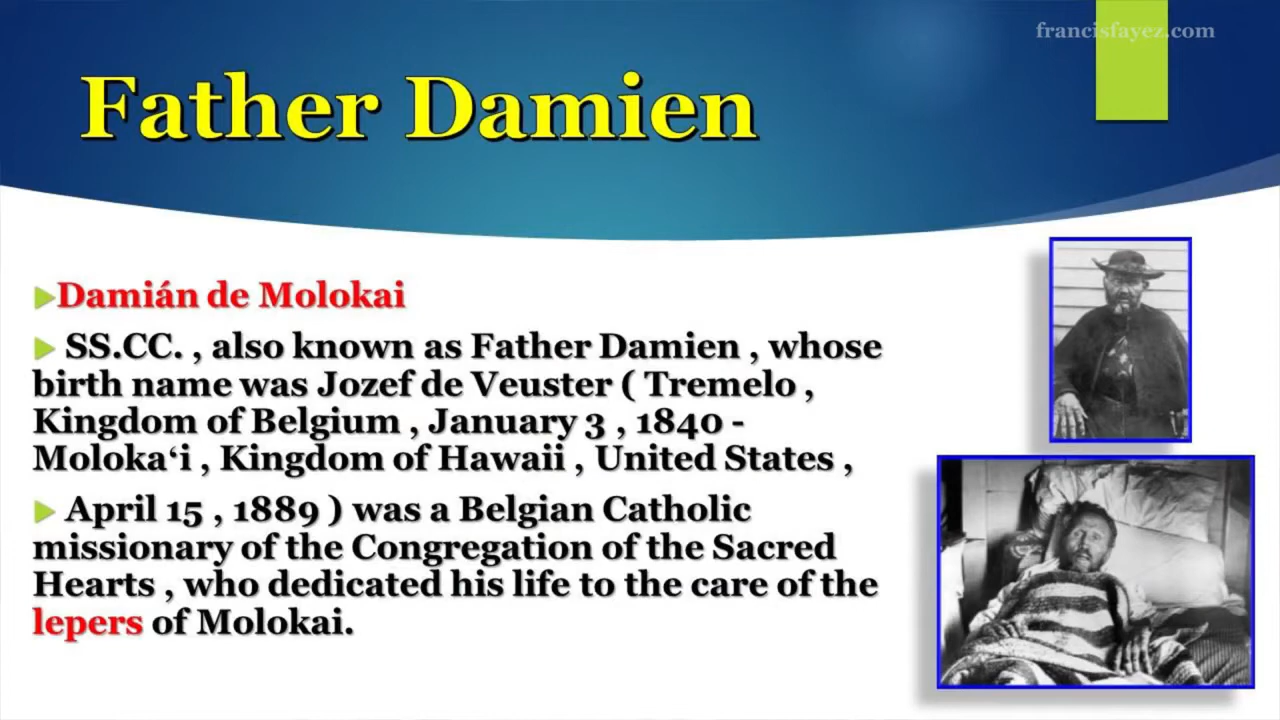 francisfayez.com
Father Damien
Damián de Molokai
SS.CC. , also known as Father Damien , whose
birth name was Jozef de Veuster ( Tremelo ,
Kingdom of Belgium , January 3 , 1840 -
Molokaʻi , Kingdom of Hawaii , United States ,
April 15 , 1889 ) was a Belgian Catholic
missionary of the Congregation of the Sacred
Hearts , who dedicated his life to the care of the
lepers of Molokai.